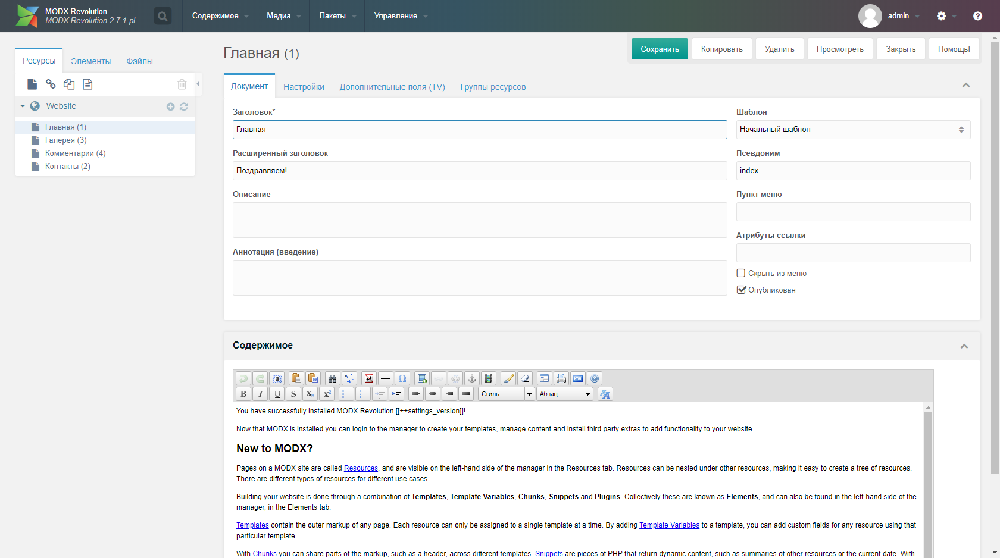 MODX Revolution
MODX Revolution 2.7.1-pl
Содержимое Медиа Пакеты Управление admin
Ресурсы Элементы Файлы
Website
Главная (1)
Галерея (3)
Комментарии (4)
Контакты (2)
Главная (1)
Сохранить Копировать Удалить Просмотреть Закрыть Помощь!
Документ Настройки Дополнительные поля (TV) Группы ресурсов
Заголовок*
Главная
Расширенный заголовок
Поздравляем!
Описание
Аннотация (введение)
Шаблон
Начальный шаблон
Псевдоним
index
Пункт меню
Атрибуты ссылки
Скрыть из меню
Опубликован
Содержимое
Стиль Абзац
You have successfully installed MODX Revolution [[++settings_version]]!
Now that MODX is installed you can login to the manager to create your templates, manage content and install third party extras to add functionality to your website.
New to MODX?
Pages on a MODX site are called Resources, and are visible on the left-hand side of the manager in the Resources tab. Resources can be nested under other resources, making it easy to create a tree of resources.
There are different types of resources for different use cases.
Building your website is done through a combination of Templates, Template Variables, Chunks, Snippets and Plugins. Collectively these are known as Elements, and can also be found in the left-hand side of the
manager, in the Elements tab.
Templates contain the outer markup of any page. Each resource can only be assigned to a single template at a time. By adding Template Variables to a template, you can add custom fields for any resource using that
particular template.
With Chunks you can share parts of the markup, such as a header, across different templates. Snippets are pieces of PHP that return dynamic content, such as summaries of other resources or the current date. With